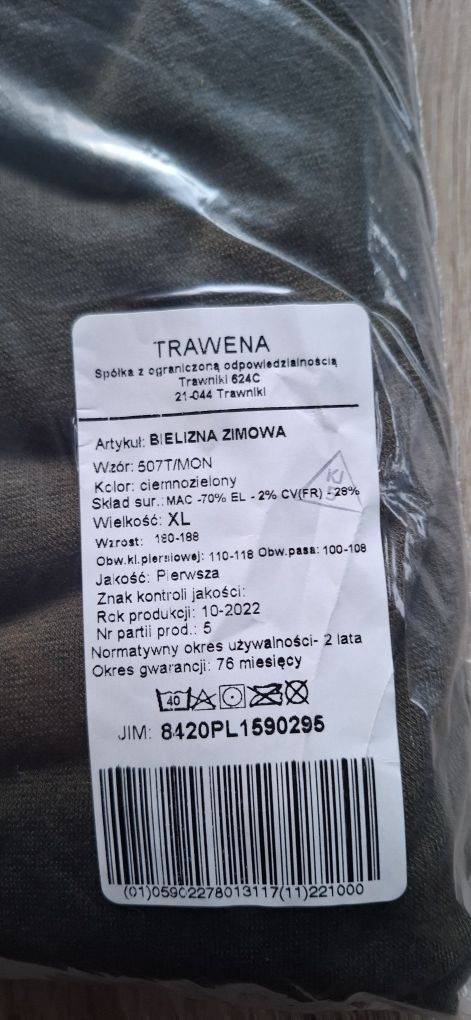 TRAWENA
Spółka z ograniczoną odpowiedzialnością
Trawniki 624C
21-044 Trawniki
Artykuł: BIELIZNA ZIMOWA
Wzór: 507T/MON
Kolor: ciemnozielony
Skład sur.: MAC -70% EL - 2% CV(FR) - 28%
KJ
5
Wielkość: XL
Wzrost: 180-188
Obw.kl.piersiowej: 110-118 Obw.pasa: 100-108
Jakość: Pierwsza
Znak kontroli jakości:
Rok produkcji: 10-2022
Nr partii prod.: 5
Normatywny okres używalności- 2 lata
Okres gwarancji: 76 miesięcy
40
JIM: 8420PL1590295
(01)05902278013117(11)221000